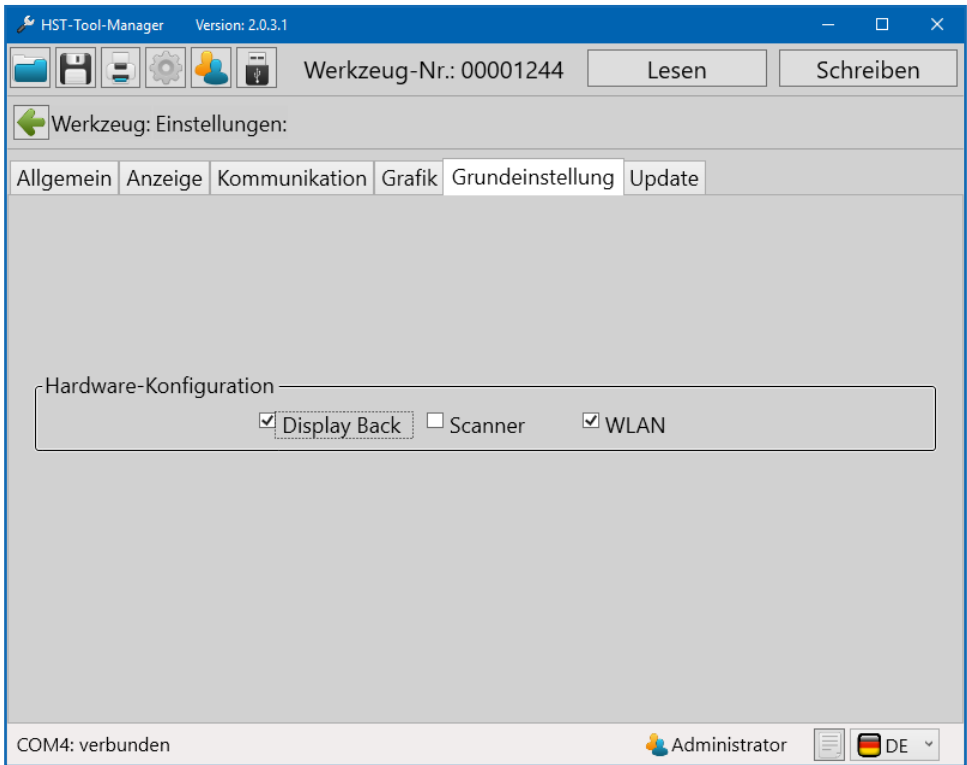 HST-Tool-Manager Version: 2.0.3.1
Werkzeug-Nr.: 00001244 Lesen Schreiben
Werkzeug: Einstellungen:
Allgemein Anzeige Kommunikation Grafik Grundeinstellung Update
Hardware-Konfiguration
Display Back Scanner WLAN
COM4: verbunden Administrator DE